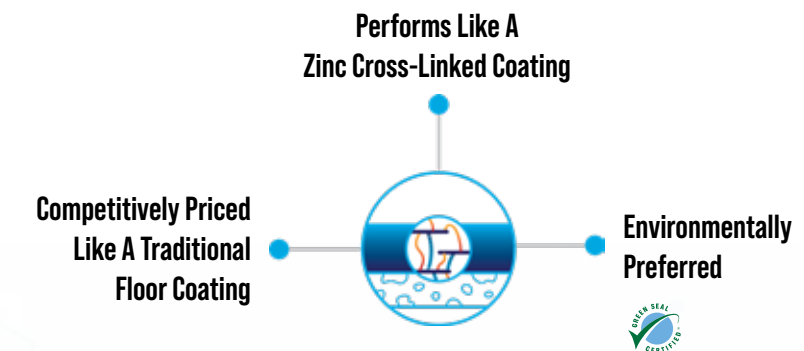 Performs Like A
Zinc Cross-Linked Coating
Competitively Priced
Like A Traditional
Floor Coating
Environmentally
Preferred
GREEN SEAL
CERTIFIED